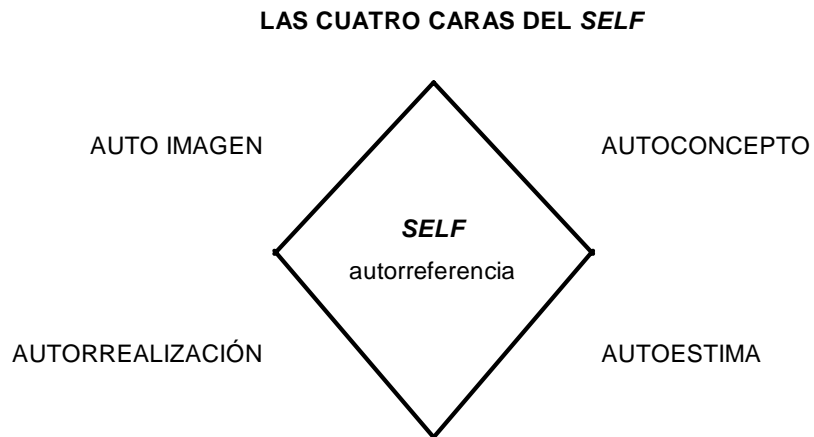 LAS CUATRO CARAS DEL SELF
AUTO IMAGEN
AUTOCONCEPTO
SELF
autorreferencia
AUTORREALIZACIÓN
AUTOESTIMA